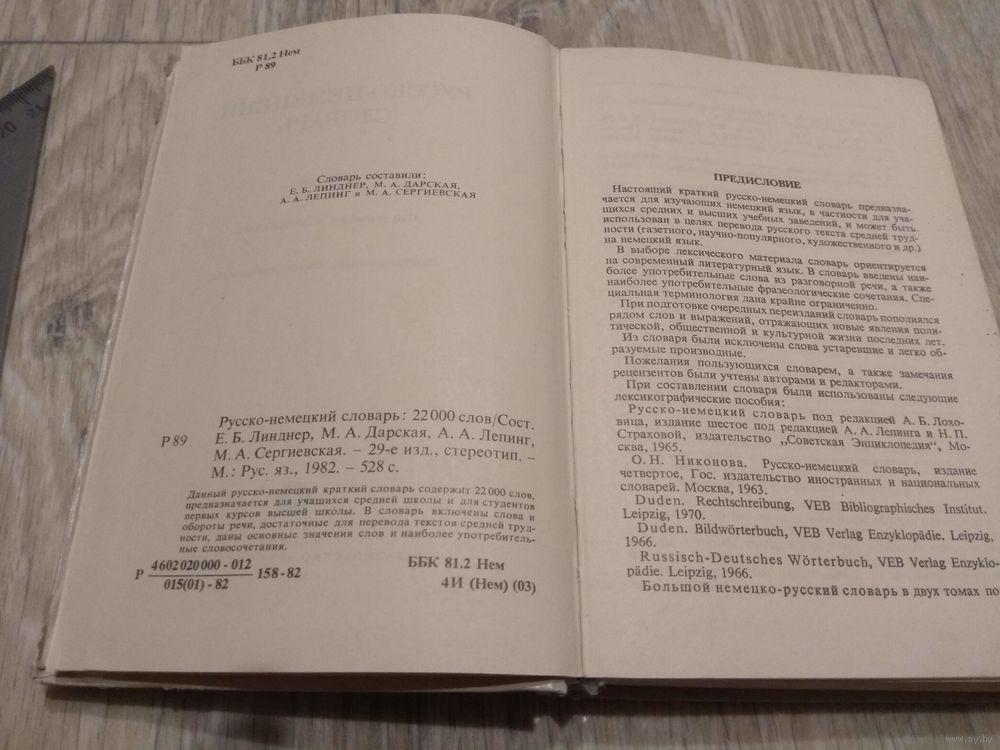 ББК 81.2 Нем
Р 89
Словарь составили:
Е. Б. ЛИНДНЕР, М. А. ДАРСКАЯ,
А. А. ЛЕПИНГ и М. А. СЕРГИЕВСКАЯ
Русско-немецкий словарь: 22 000 слов/Сост.
Р 89 Е. Б. Линднер, М. А. Дарская, А. А. Лепинг,
М. А. Сергиевская. – 29-е изд., стереотип. –
М.: Рус. яз., 1982. – 528 с.
Данный русско-немецкий краткий словарь содержит 22 000 слов,
предназначается для учащихся средней школы и для студентов
первых курсов высшей школы. В словарь включены слова и
обороты речи, достаточные для перевода текстов средней труд-
ности, даны основные значения слов и наиболее употребитель-
ные словосочетания.
Р 4602020000 - 012
015(01) - 82
158-82
ББК 81.2 Нем
4И (Нем) (03)
ПРЕДИСЛОВИЕ
Настоящий краткий русско-немецкий словарь предназна-
чается для изучающих немецкий язык, в частности для уча-
щихся средних и высших учебных заведений, и может быть
использован в целях перевода русского текста средней труд-
ности (газетного, научно-популярного, художественного и др.)
на немецкий язык.
В выборе лексического материала словарь ориентируется
на современный литературный язык. В словарь введены наи-
более употребительные слова из разговорной речи, а также
наиболее употребительные фразеологические сочетания. Спе-
циальная терминология дана крайне ограниченно.
При подготовке очередных переизданий словарь пополнялся
рядом слов и выражений, отражающих новые явления поли-
тической, общественной и культурной жизни последних лет.
Из словаря были исключены слова устаревшие и легко об-
разуемые производные.
Пожелания пользующихся словарем, а также замечания
рецензентов были учтены авторами и редакторами.
При составлении словаря были использованы следующие
лексикографические пособия:
Русско-немецкий словарь под редакцией А. Б. Лохо-
вица, издание шестое под редакцией А. А. Лепинга и Н. П.
Страховой, издательство „Советская Энциклопедия“, Мо-
сква, 1965.
О. Н. Никонова. Русско-немецкий словарь, издание
четвертое, Гос. издательство иностранных и национальных
словарей. Москва, 1963.
Duden. Rechtschreibung, VEB Bibliographisches Institut.
Leipzig, 1970.
Duden. Bildwörterbuch, VEB Verlag Enzyklopädie. Leipzig,
1966.
Russisch-Deutsches Wörterbuch, VEB Verlag Enzyklo-
pädie. Leipzig, 1966.
Большой немецко-русский словарь в двух томах по
www.ay.by